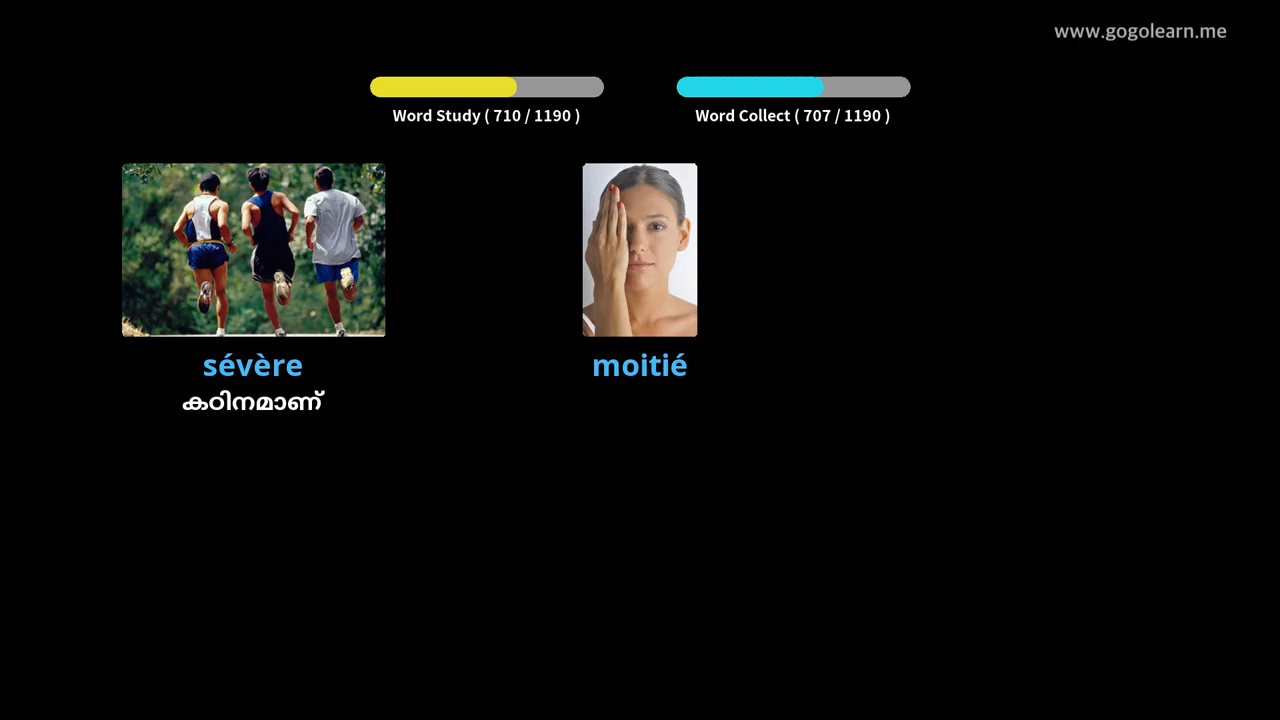 www.gogolearn.me
Word Study ( 710 / 1190 )
Word Collect ( 707 / 1190 )
sévère
കഠിനമാണ്
moitié